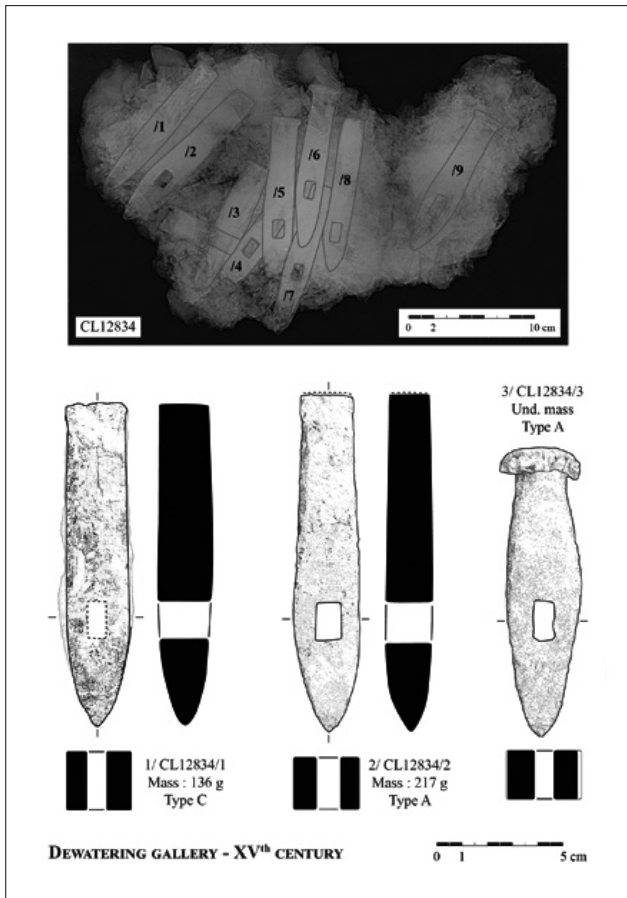 /1
/2
/3
/4
/5
/6
/7
/8
/9
CL12834
0 2 10 cm
3/ CL12834/3
Und. mass
Type A
1/ CL12834/1
Mass : 136 g
Type C
2/ CL12834/2
Mass : 217 g
Type A
DEWATERING GALLERY - XVth CENTURY
0 1 5 cm